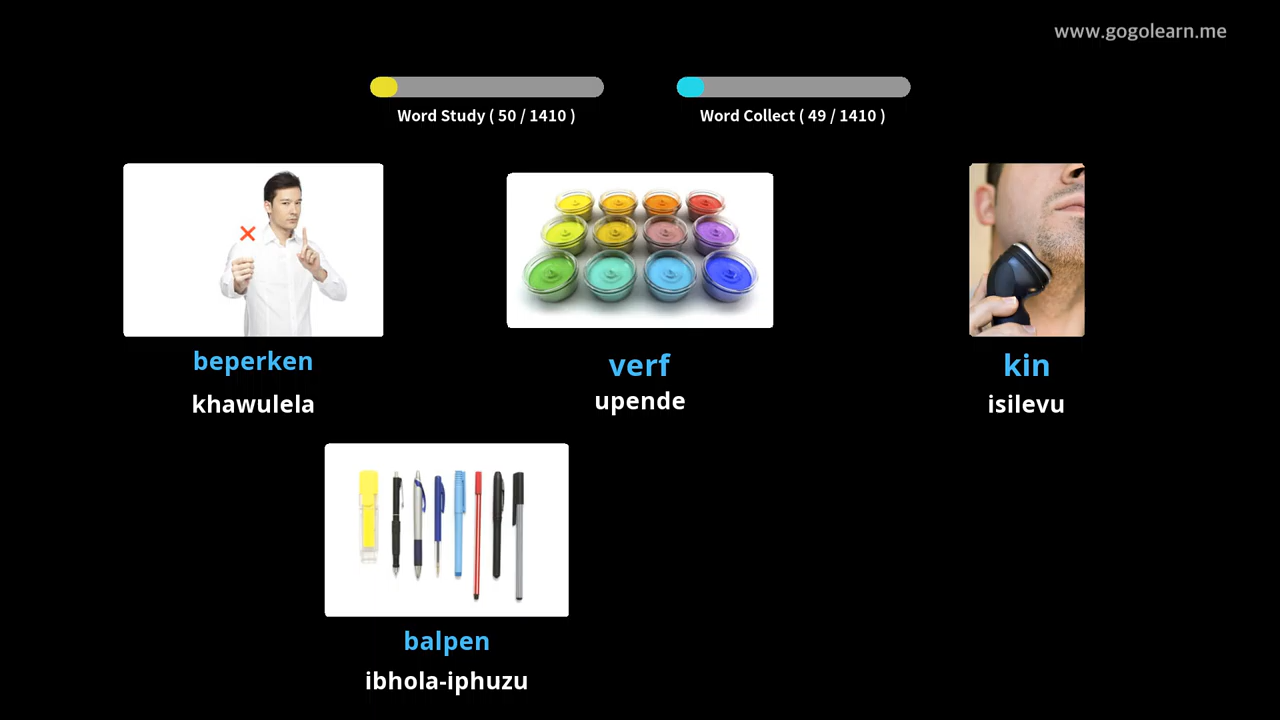 www.gogolearn.me
Word Study ( 50 / 1410 )
Word Collect ( 49 / 1410 )
beperken
khawulela
verf
upende
kin
isilevu
balpen
ibhola-iphuzu